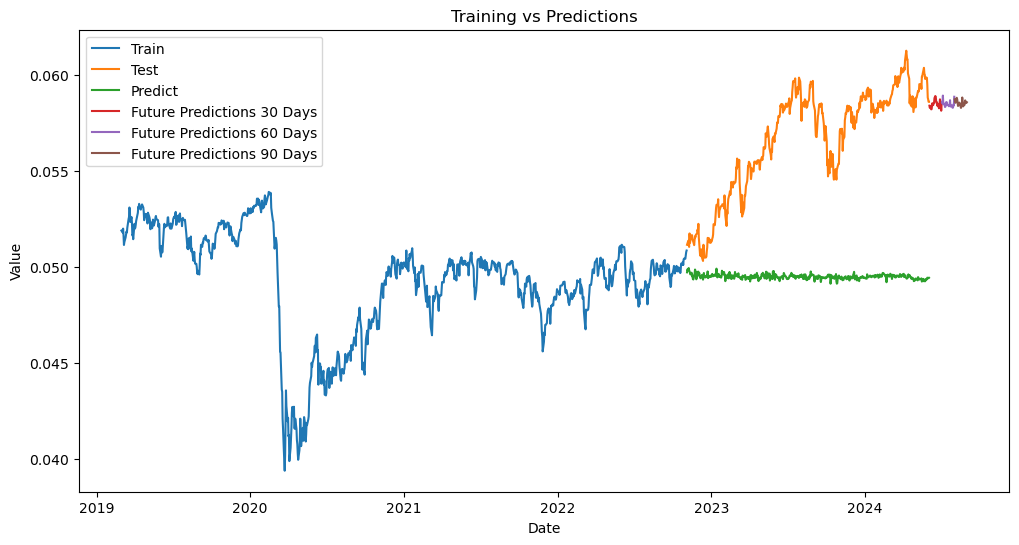 Training vs Predictions
Train
Test
Predict
Future Predictions 30 Days
Future Predictions 60 Days
Future Predictions 90 Days
Value
0.060
0.055
0.050
0.045
0.040
2019
2020
2021
2022
2023
2024
Date